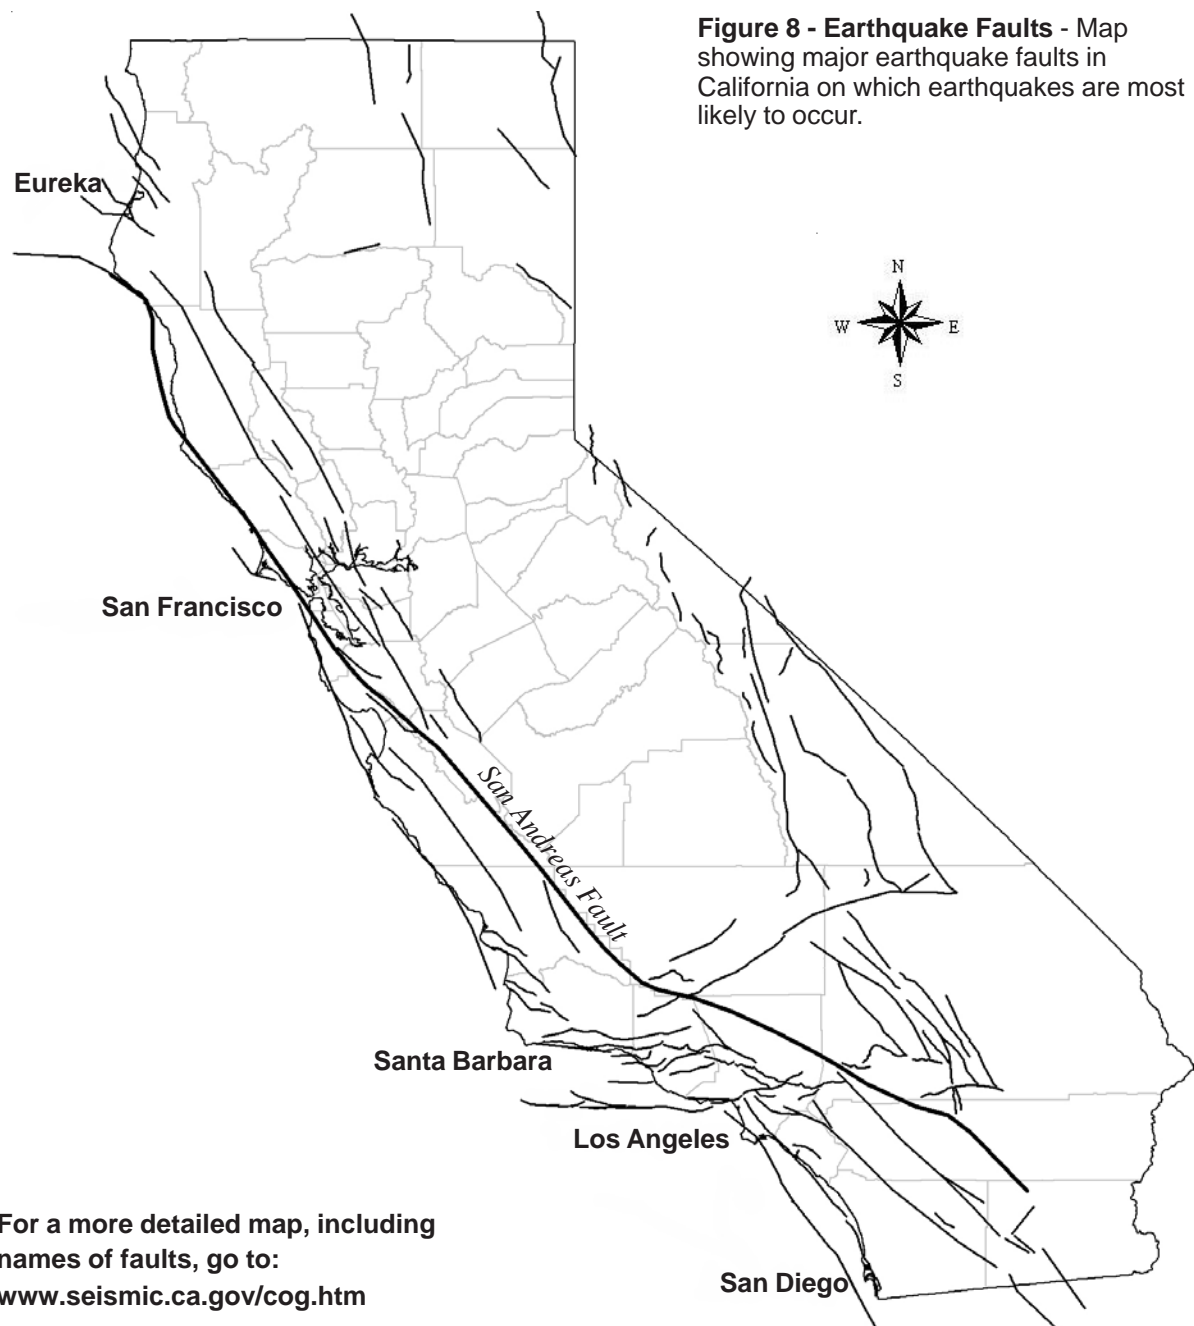 Figure 8 - Earthquake Faults - Map
showing major earthquake faults in
California on which earthquakes are most
likely to occur.
Eureka
N
W
E
S
San Francisco
San Andreas Fault
Santa Barbara
Los Angeles
For a more detailed map, including
names of faults, go to:
www.seismic.ca.gov/cog.htm
San Diego